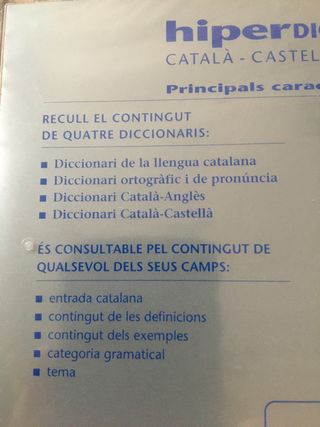 hiperDIC
CATALÀ - CASTEL
Principals carac
RECULL EL CONTINGUT
DE QUATRE DICCIONARIS:
■ Diccionari de la llengua catalana
■ Diccionari ortogràfic i de pronúncia
■ Diccionari Català-Anglès
■ Diccionari Català-Castellà
ÉS CONSULTABLE PEL CONTINGUT DE
QUALSEVOL DELS SEUS CAMPS:
■ entrada catalana
■ contingut de les definicions
■ contingut dels exemples
■ categoria gramatical
■ tema